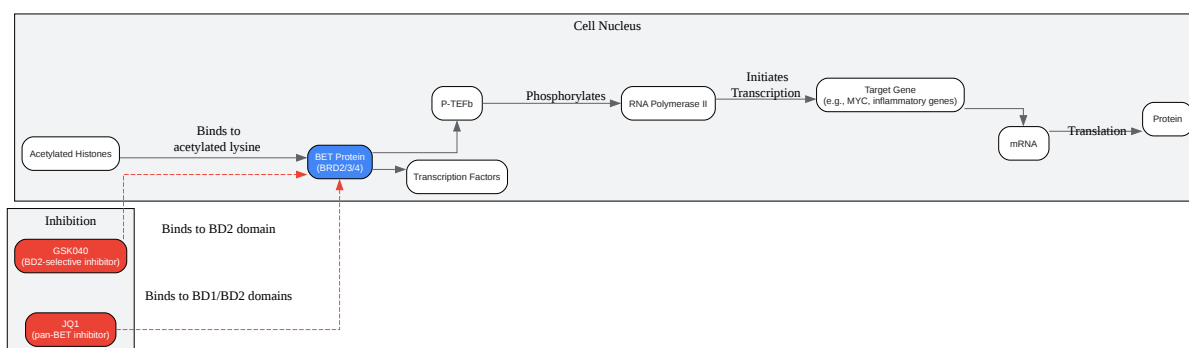 Cell Nucleus
Acetylated Histones
Binds to
acetylated lysine
BET Protein
(BRD2/3/4)
P-TEFb
Transcription Factors
Phosphorylates
RNA Polymerase II
Initiates
Transcription
Target Gene
(e.g., MYC, inflammatory genes)
mRNA
Translation
Protein
Inhibition
GSK040
(BD2-selective inhibitor)
Binds to BD2 domain
JQ1
(pan-BET inhibitor)
Binds to BD1/BD2 domains